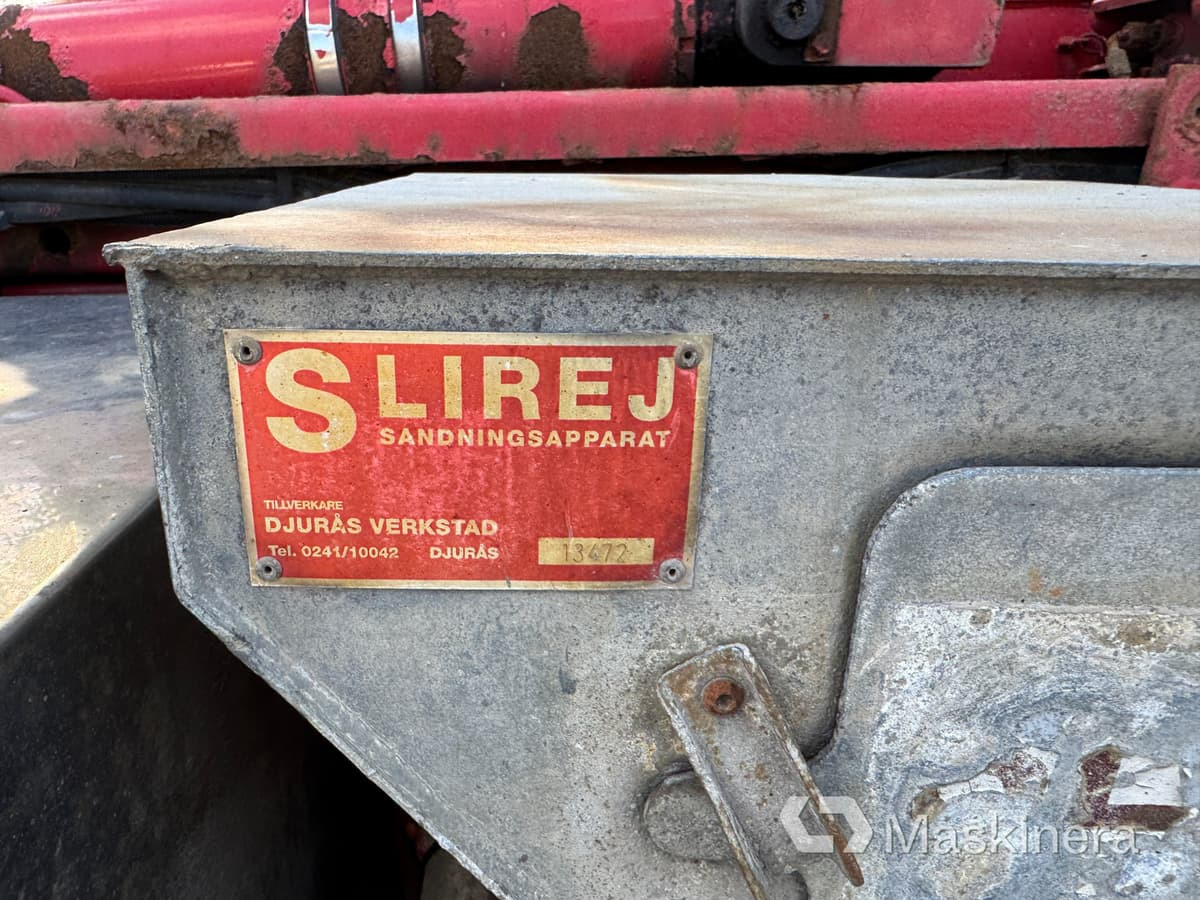 SLIREJ
SANDNINGSAPPARAT
TILLVERKARE
DJURÅS VERKSTAD
Tel. 0241/10042 DJURÅS 13472
Maskinera